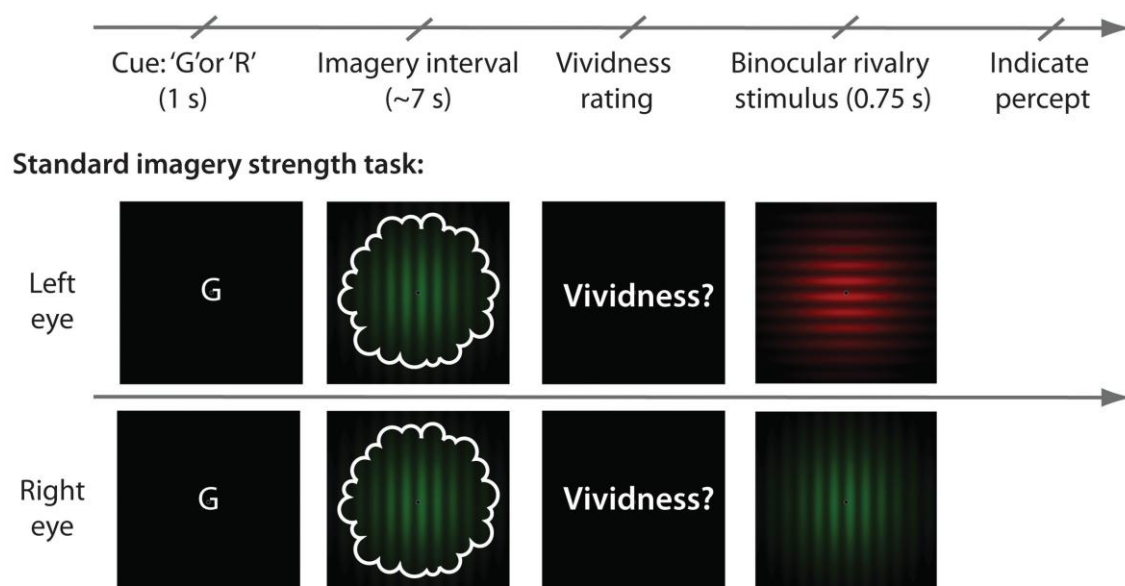 Cue: ‘G’or ‘R’
(1 s)
Imagery interval
(~7 s)
Vividness
rating
Binocular rivalry
stimulus (0.75 s)
Indicate
percept
Standard imagery strength task:
Left
eye
G
Vividness?
Right
eye
G
Vividness?